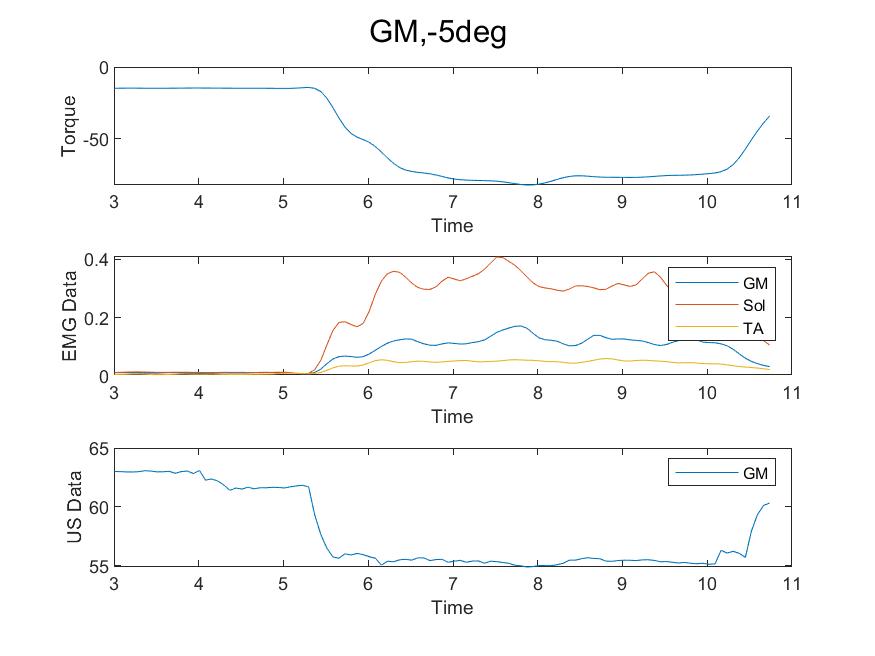 GM,-5deg
0
-50
Torque
3 4 5 6 7 8 9 10 11
Time
0.4
0.2
0
EMG Data
GM
Sol
TA
3 4 5 6 7 8 9 10 11
Time
65
60
55
US Data
GM
3 4 5 6 7 8 9 10 11
Time